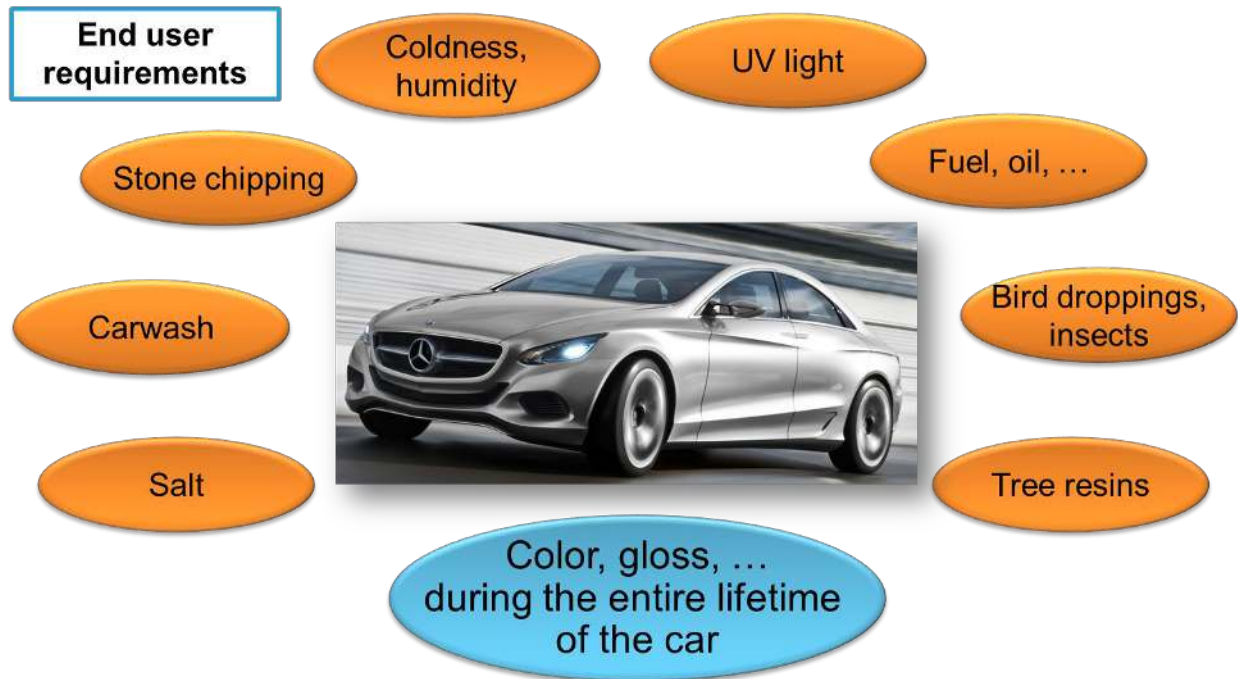 End user
requirements
Coldness,
humidity
UV light
Stone chipping
Fuel, oil, …
Carwash
Bird droppings,
insects
Salt
Tree resins
Color, gloss, …
during the entire lifetime
of the car